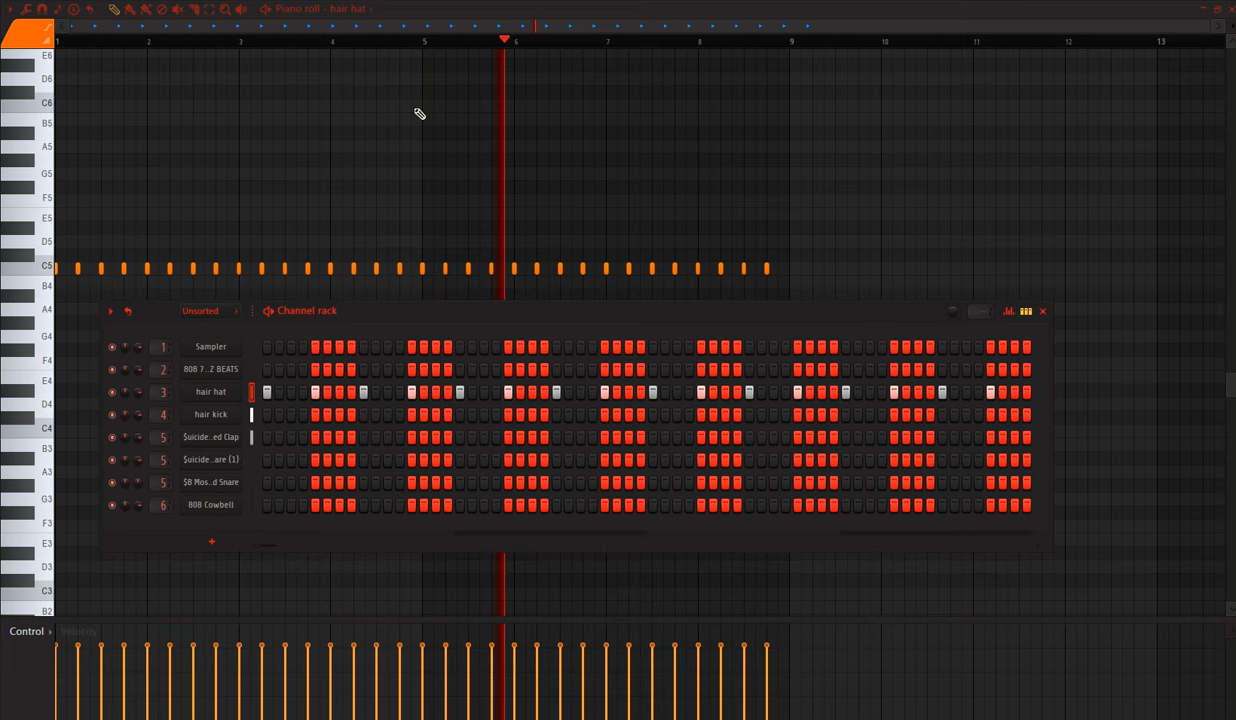 Piano roll - hair hat
1 2 3 4 5 6 7 8 9 10 11 12 13
E6
D6
C6
B5
A5
G5
F5
E5
D5
C5
B4
A4
G4
F4
E4
D4
C4
B3
A3
G3
F3
E3
D3
C3
B2
Unsorted Channel rack
1 Sampler
2 808 7...Z BEATS
3 hair hat
4 hair kick
5 $uicide...ed Clap
5 $uicide...are (1)
5 $B Mos...d Snare
6 808 Cowbell
+
Control Velocity